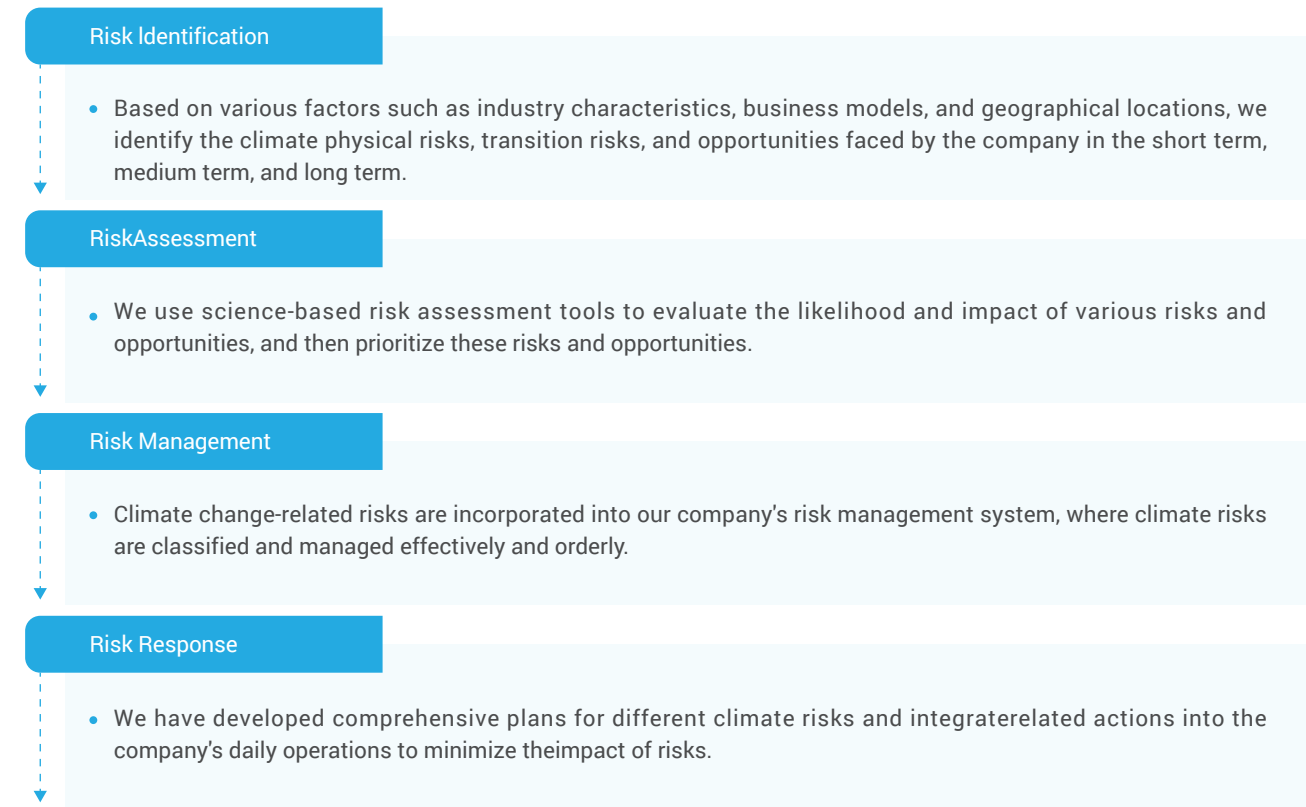 Risk Identification
Based on various factors such as industry characteristics, business models, and geographical locations, we
identify the climate physical risks, transition risks, and opportunities faced by the company in the short term,
medium term, and long term.
RiskAssessment
We use science-based risk assessment tools to evaluate the likelihood and impact of various risks and
opportunities, and then prioritize these risks and opportunities.
Risk Management
Climate change-related risks are incorporated into our company's risk management system, where climate risks
are classified and managed effectively and orderly.
Risk Response
We have developed comprehensive plans for different climate risks and integraterelated actions into the
company's daily operations to minimize theimpact of risks.